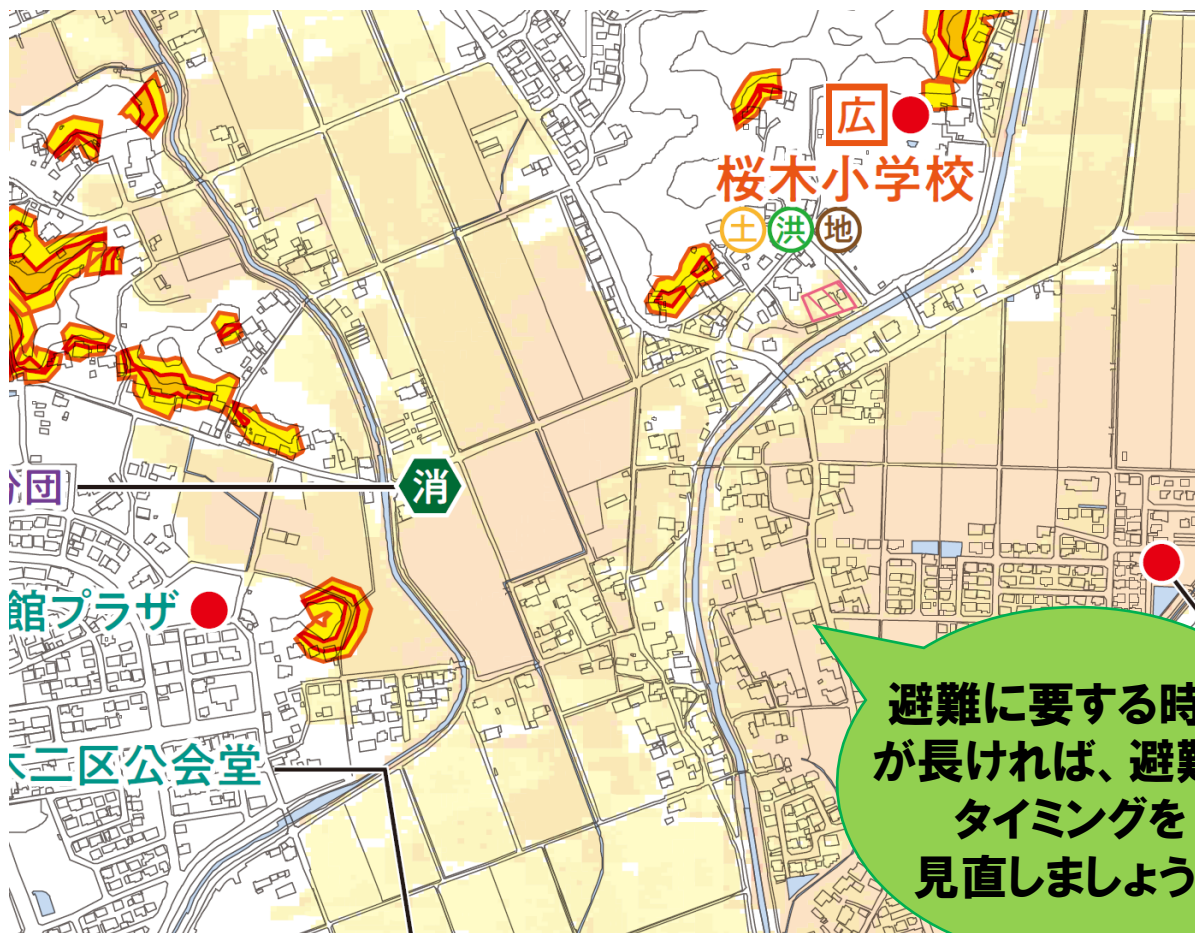 広
桜木小学校
土 洪 地
分団
消
館プラザ
木二区公会堂
避難に要する時
が長ければ、避難
タイミングを
見直しましょう